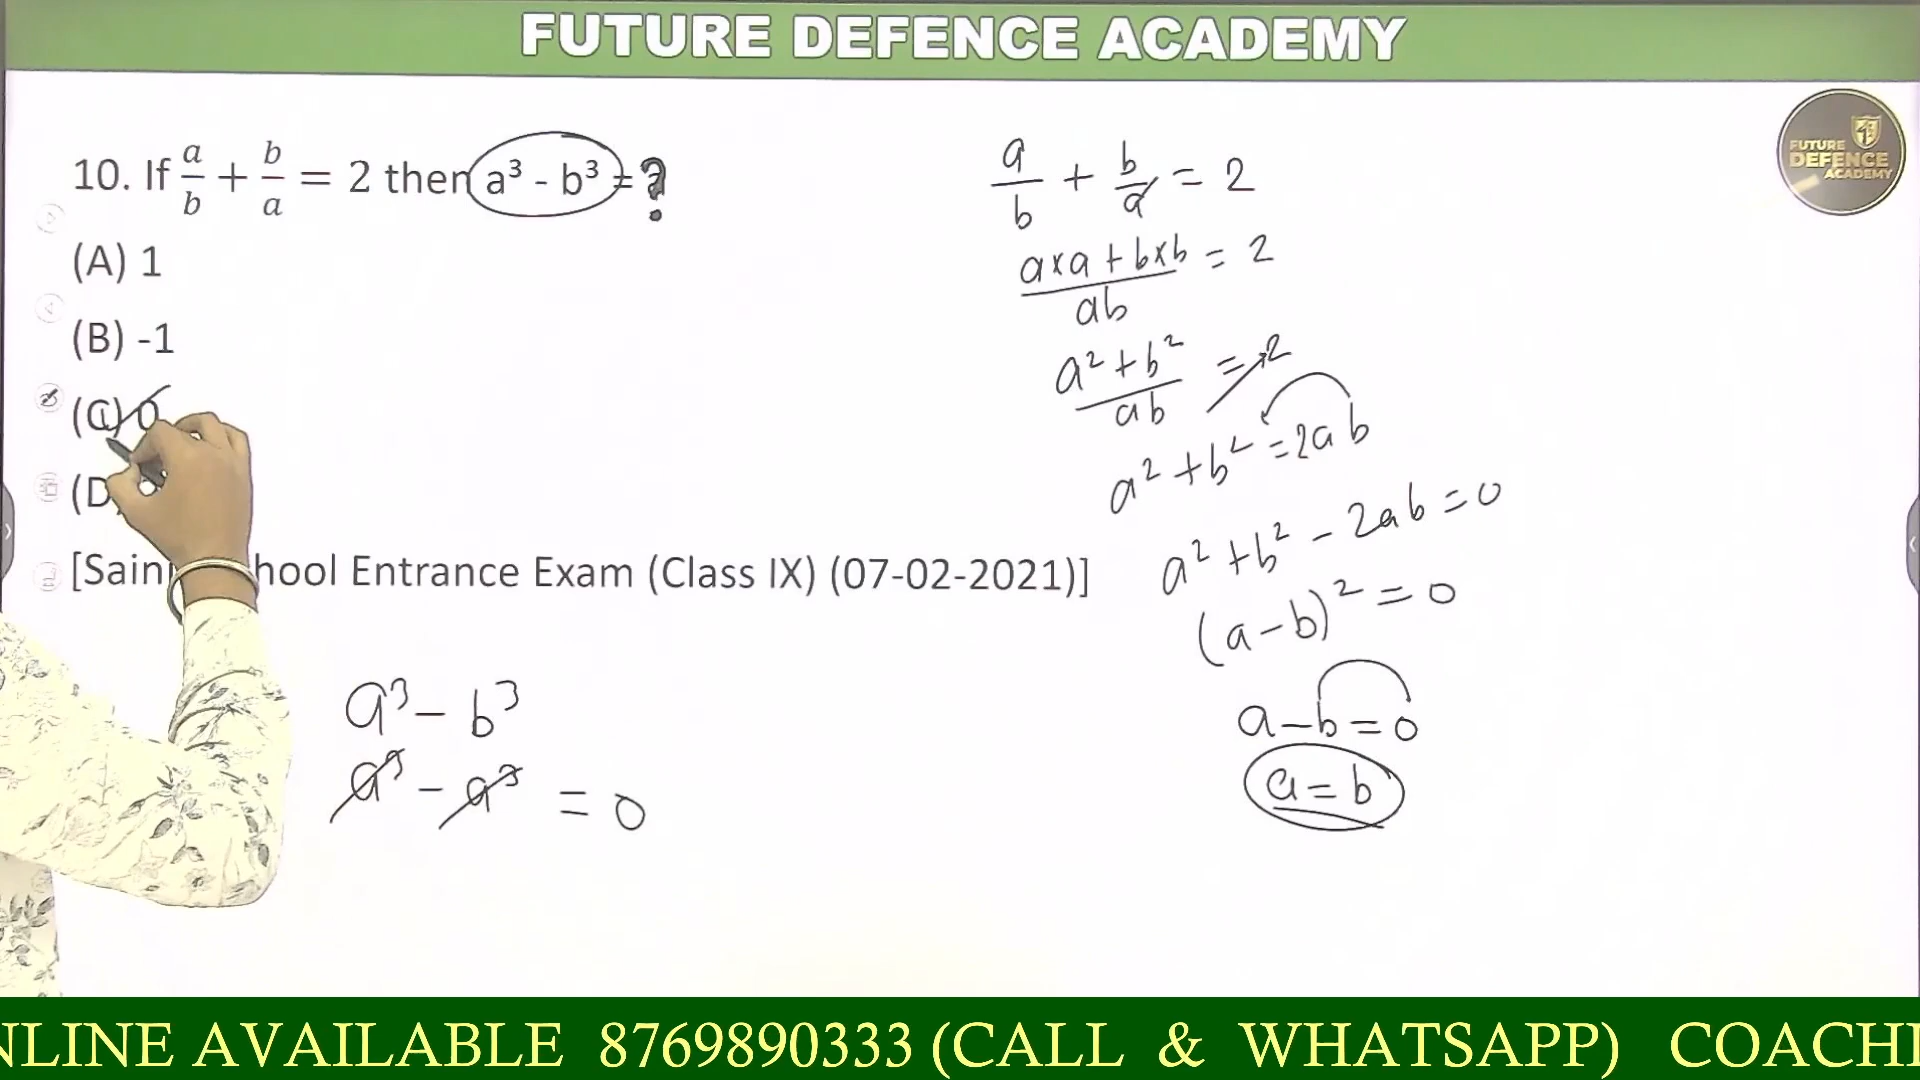 FUTURE DEFENCE ACADEMY
10. If a/b + b/a = 2 then a³ - b³ = ?
(A) 1
(B) -1
(C) 0
(D
[Saini hool Entrance Exam (Class IX) (07-02-2021)]
a³ - b³
a³ - a³ = 0
a/b + b/a = 2
a×a + b×b / ab = 2
a² + b² / ab = 2
a² + b² = 2ab
a² + b² - 2ab = 0
(a - b)² = 0
a - b = 0
a = b
FUTURE
DEFENCE
ACADEMY
NLINE AVAILABLE 8769890333 (CALL & WHATSAPP) COACHI